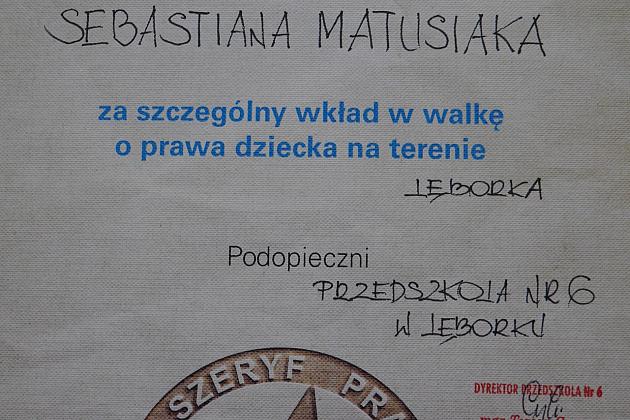 SEBASTIANA MATUSIAKA
za szczególny wkład w walkę
o prawa dziecka na terenie
LĘBORKA
Podopieczni
PRZEDSZKOLA NR 6
W LĘBORKU
SZERYF PRA
DYREKTOR PRZEDSZKOLA Nr 6